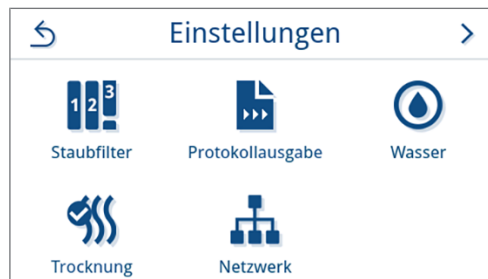 Einstellungen
1 2 3
Staubfilter
Protokollausgabe
Wasser
Trocknung
Netzwerk